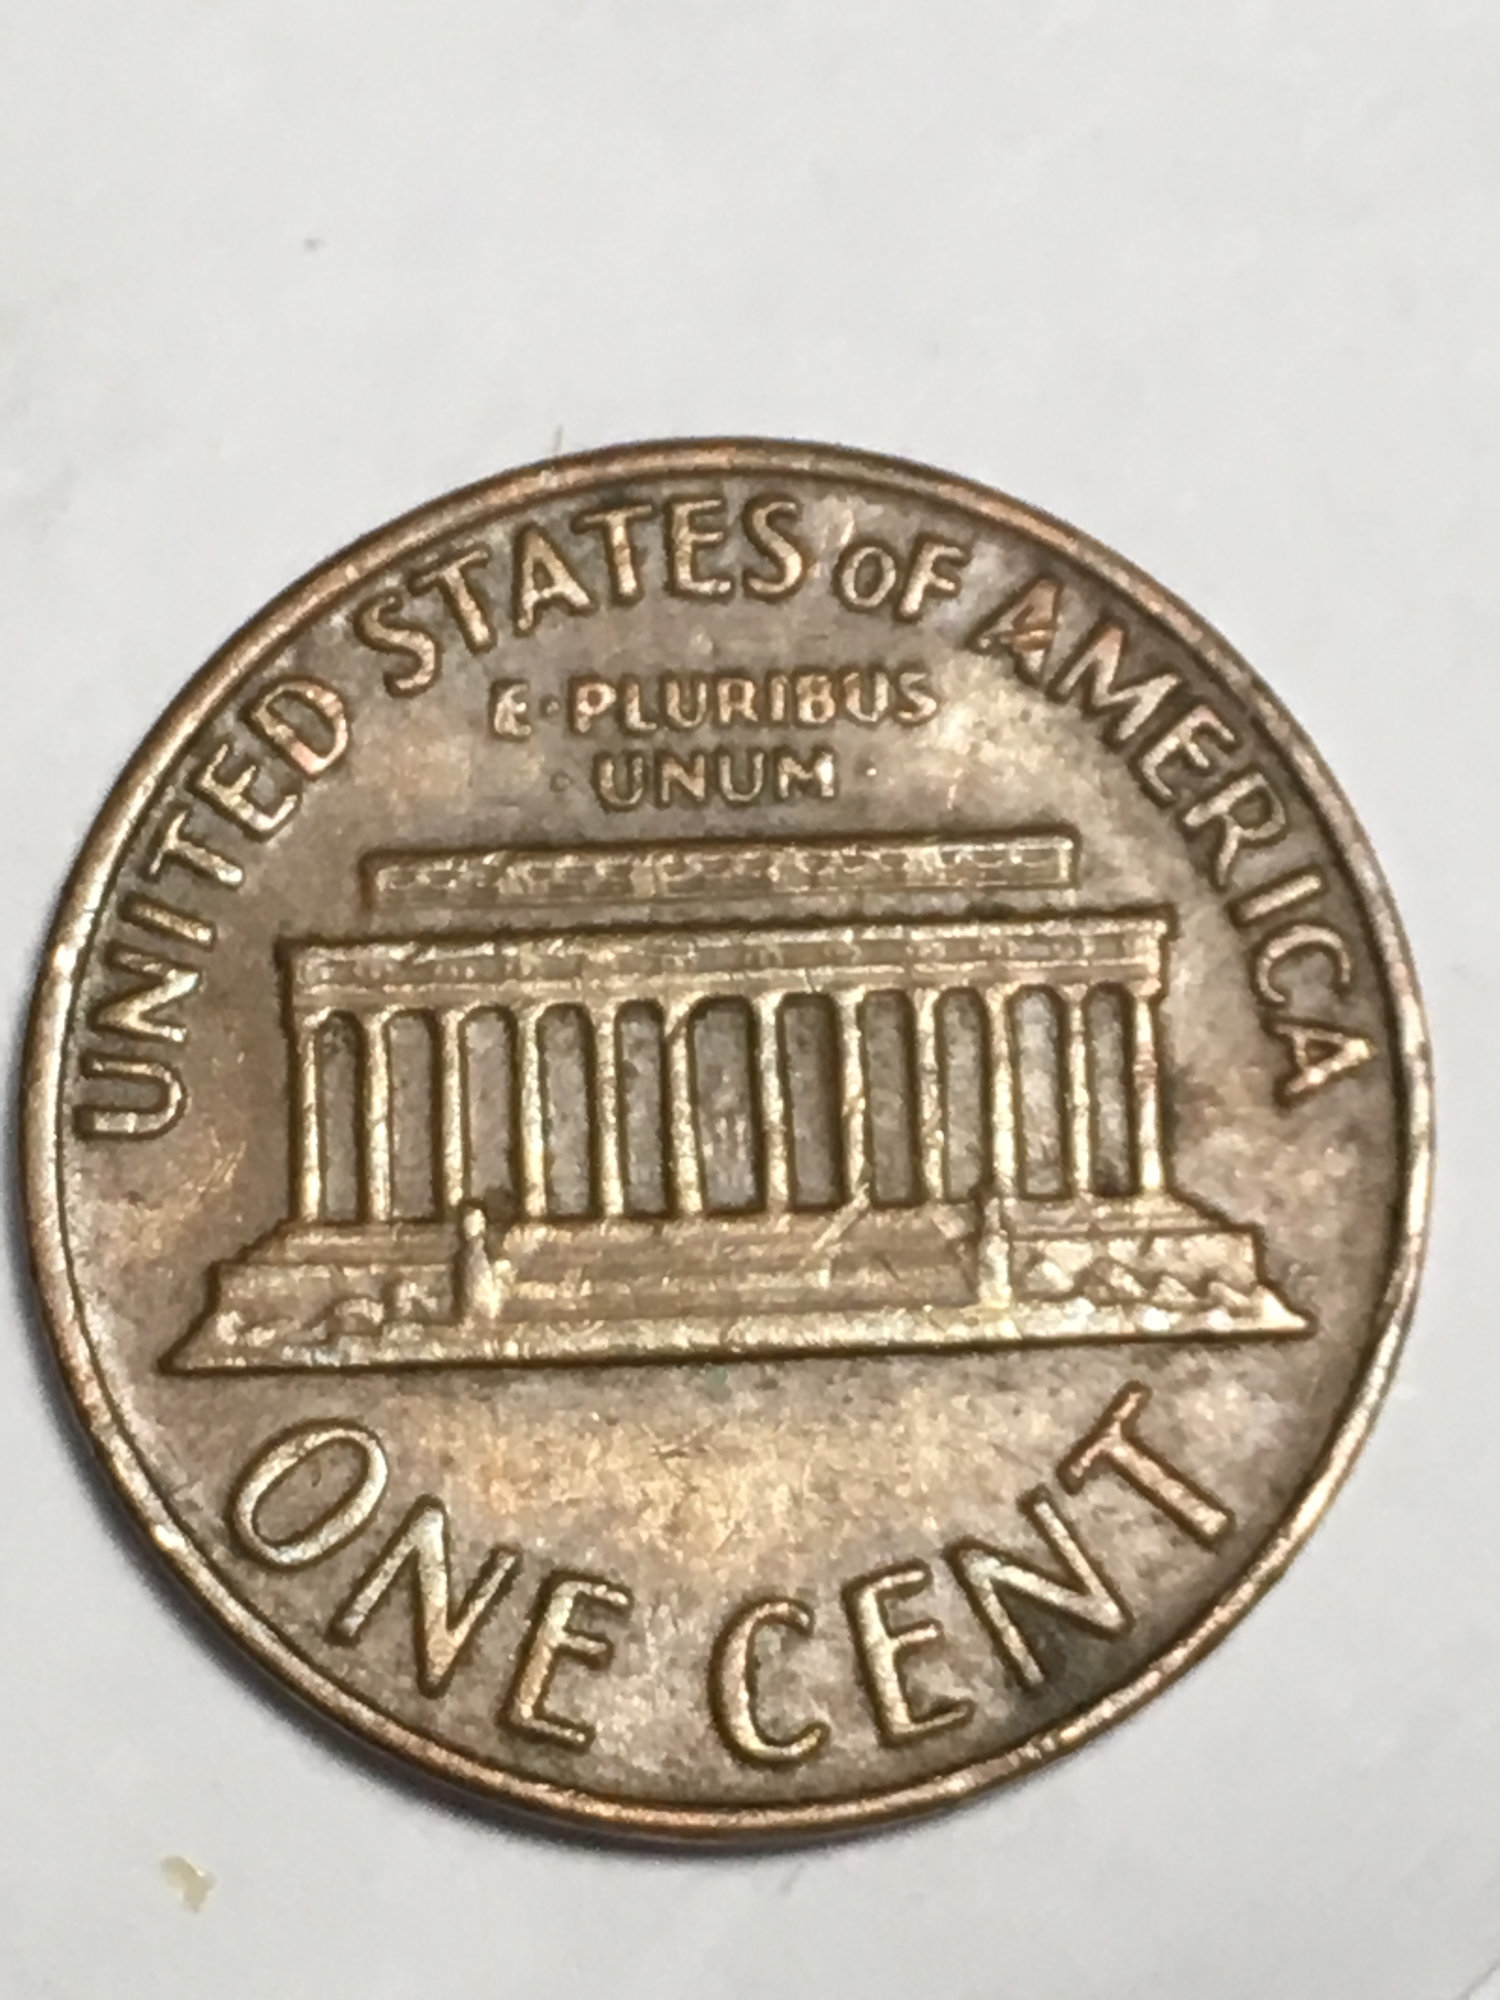 UNITED STATES OF AMERICA
E·PLURIBUS
·UNUM·
ONE CENT